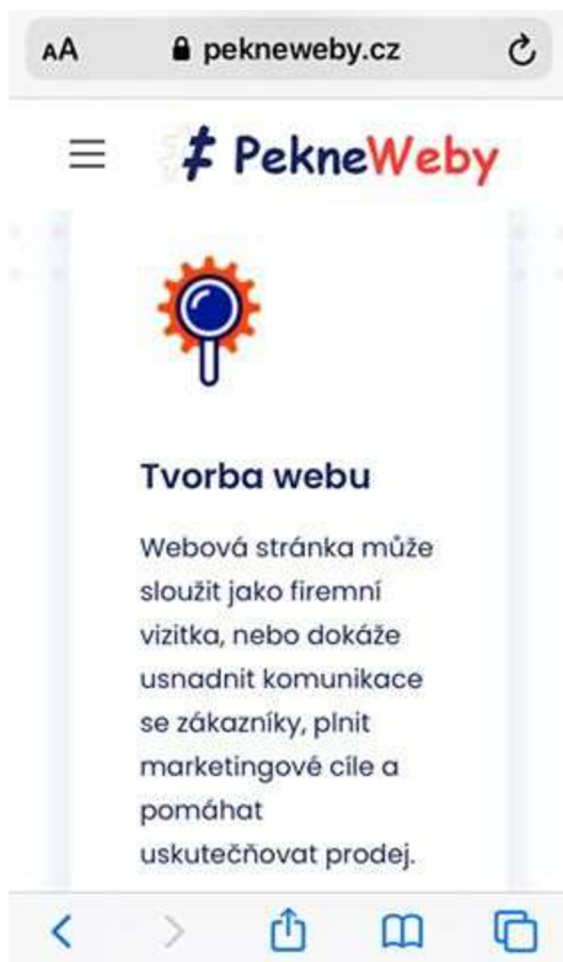 AA pekneweby.cz
PekneWeby
Tvorba webu
Webová stránka může
sloužit jako firemní
vizitka, nebo dokáže
usnadnit komunikace
se zákazníky, plnit
marketingové cíle a
pomáhat
uskutečňovat prodej.